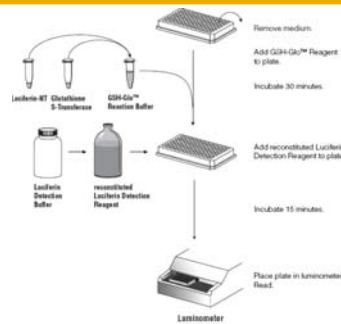 Remove medium.
Add GSH-Glo™ Reagent
to plate.
Incubate 30 minutes.
Luciferin-NT
Glutathione
S-Transferase
GSH-Glo™
Reaction Buffer
Add reconstituted Luciferin
Detection Reagent to plate
Incubate 15 minutes.
Luciferin
Detection
Buffer
reconstituted
Luciferin Detection
Reagent
Place plate in luminometer
Read.
Luminometer